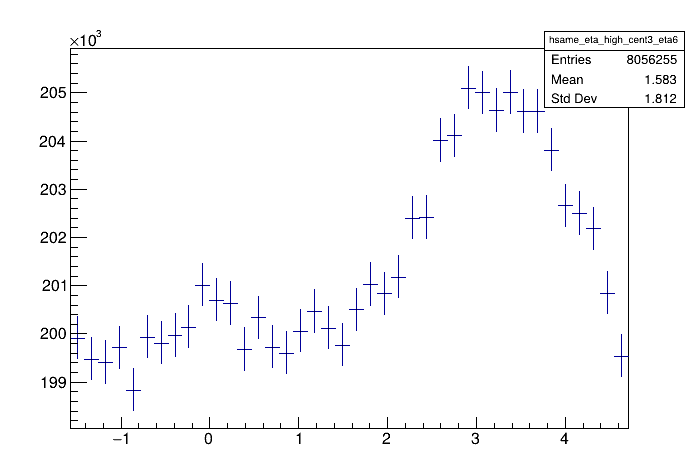 ×10³
hsame_eta_high_cent3_eta6
Entries 8056255
Mean 1.583
Std Dev 1.812
205
204
203
202
201
200
199
−1 0 1 2 3 4